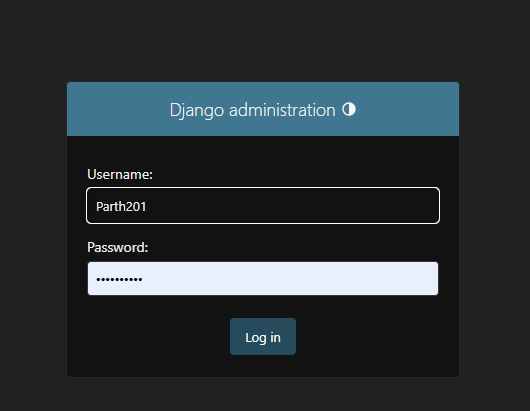 Django administration
Username:
Parth201
Password:
••••••••••
Log in